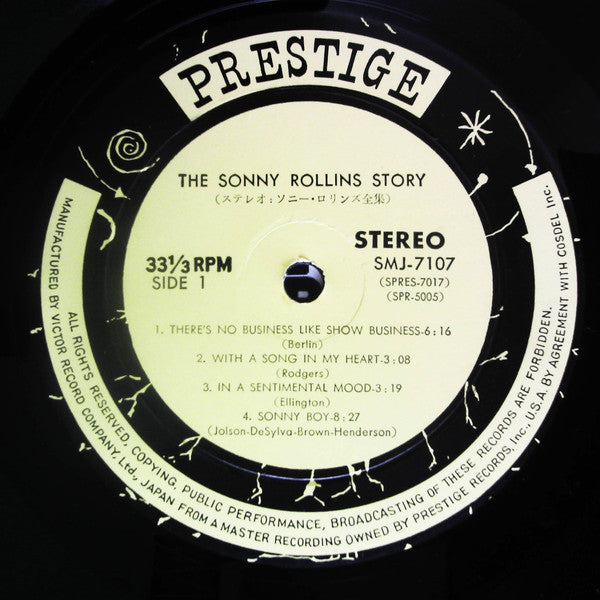 PRESTIGE
THE SONNY ROLLINS STORY
(ステレオ:ソニー・ロリンズ全集)
33⅓ RPM
SIDE 1
STEREO
SMJ-7107
(SPRES-7017)
(SPR-5005)
1. THERE'S NO BUSINESS LIKE SHOW BUSINESS-6:16
(Berlin)
2. WITH A SONG IN MY HEART-3:08
(Rodgers)
3. IN A SENTIMENTAL MOOD-3:19
(Ellington)
4. SONNY BOY-8:27
(Jolson-DeSylva-Brown-Henderson)
ALL RIGHTS RESERVED, COPYING, PUBLIC PERFORMANCE, BROADCASTING OF THESE RECORDS ARE FORBIDDEN.
MANUFACTURED BY VICTOR RECORD COMPANY, Ltd., JAPAN FROM A MASTER RECORDING OWNED BY PRESTIGE RECORDS, Inc., U.S.A. BY AGREEMENT WITH COSDEL Inc.